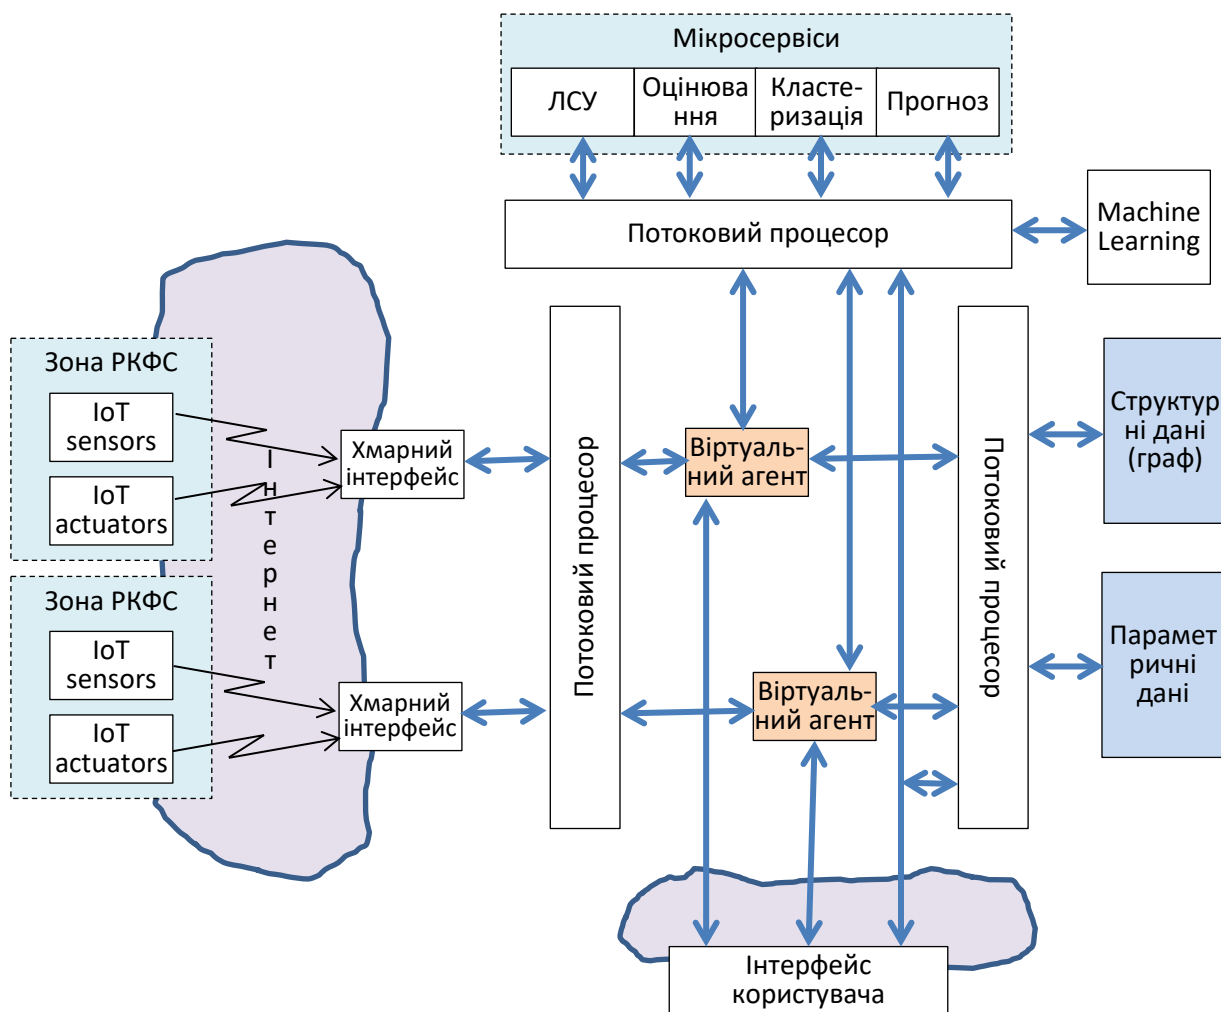 Мікросервіси
ЛСУ
Оцінюва
ння
Класте-
ризація
Прогноз
Потоковий процесор
Machine
Learning
Зона РКФС
IoT
sensors
IoT
actuators
Зона РКФС
IoT
sensors
IoT
actuators
Інтернет
Хмарний
інтерфейс
Хмарний
інтерфейс
Потоковий процесор
Віртуаль-
ний агент
Віртуаль-
ний агент
Потоковий процесор
Структур
ні дані
(граф)
Парамет
ричні
дані
Інтерфейс
користувача